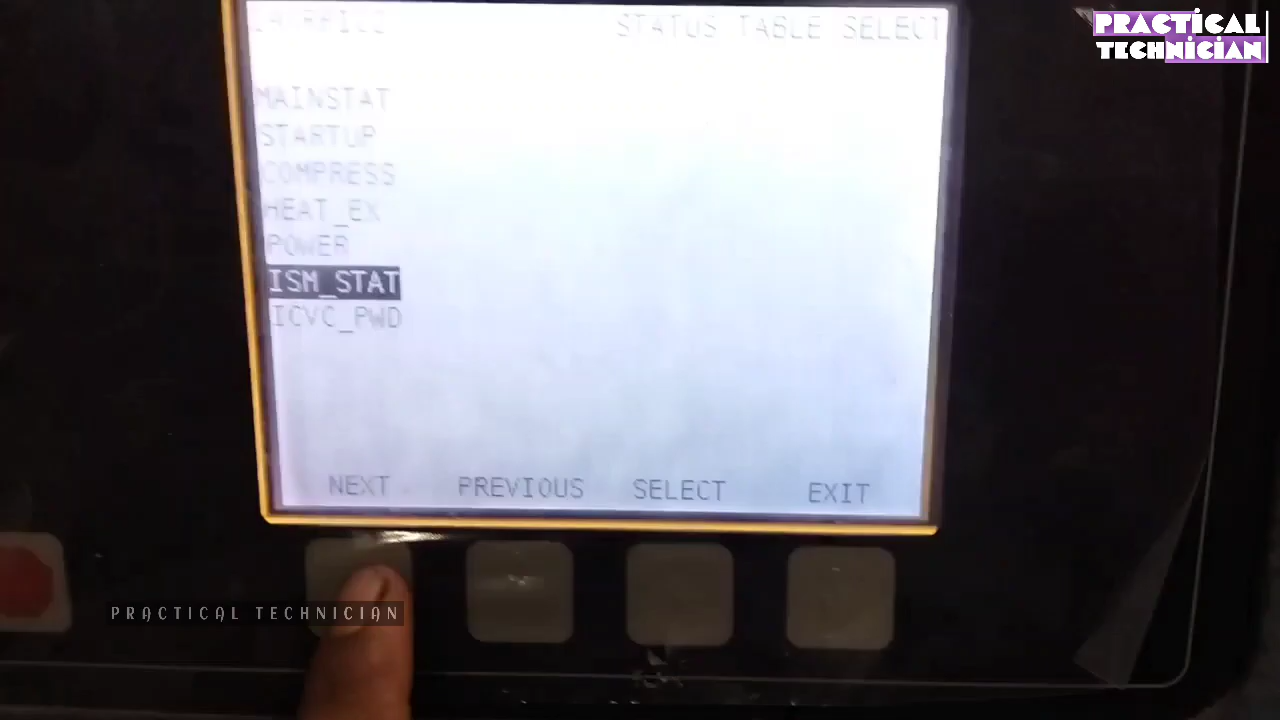 STATUS TABLE SELECT
MAINSTAT
STARTUP
COMPRESS
HEAT_EX
POWER
ISM_STAT
ICVC_PWD
NEXT PREVIOUS SELECT EXIT
PRACTICAL
TECHNICIAN
PRACTICAL TECHNICIAN